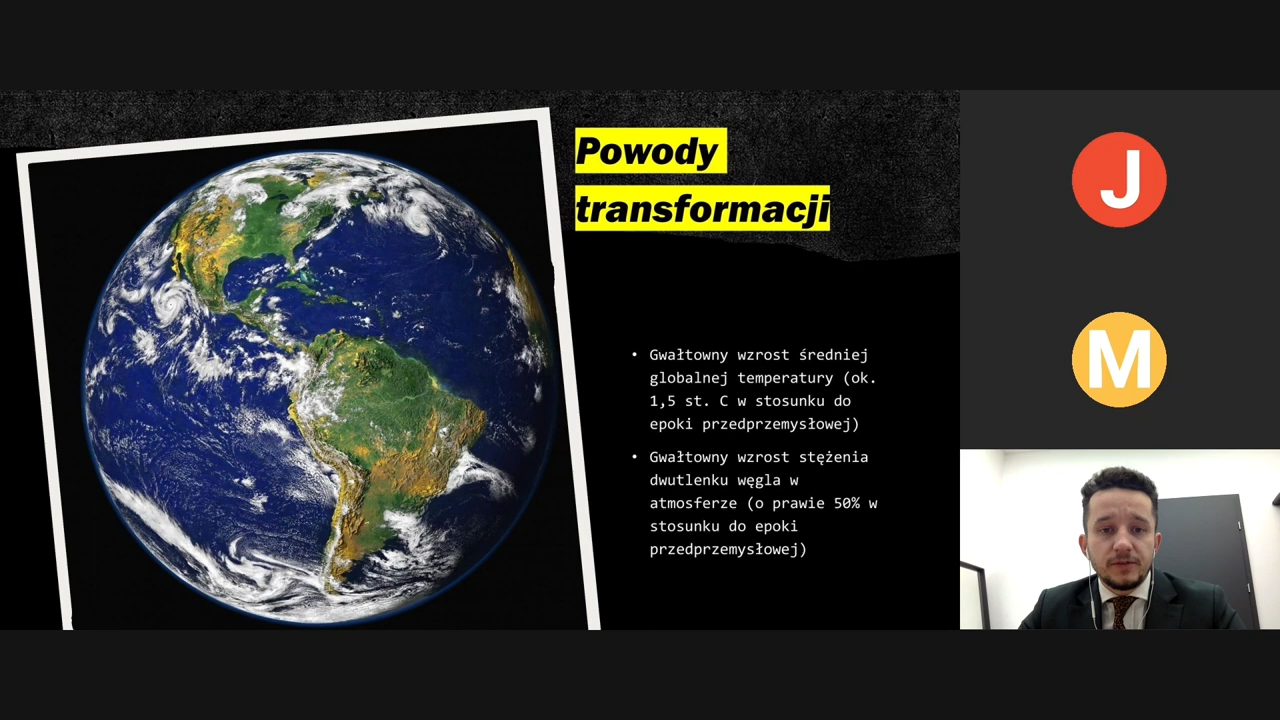 Powody
transformacji
• Gwałtowny wzrost średniej
globalnej temperatury (ok.
1,5 st. C w stosunku do
epoki przedprzemysłowej)
• Gwałtowny wzrost stężenia
dwutlenku węgla w
atmosferze (o prawie 50% w
stosunku do epoki
przedprzemysłowej)
J
M